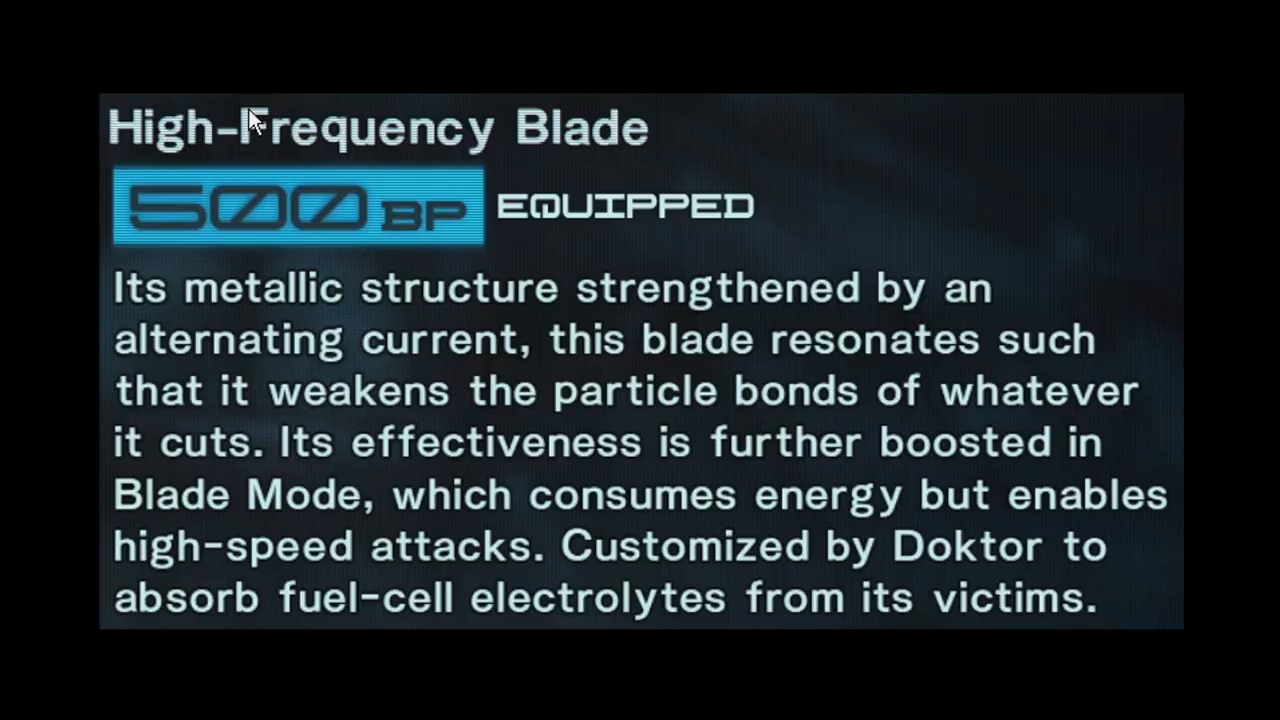 High-Frequency Blade
500 BP EQUIPPED
Its metallic structure strengthened by an
alternating current, this blade resonates such
that it weakens the particle bonds of whatever
it cuts. Its effectiveness is further boosted in
Blade Mode, which consumes energy but enables
high-speed attacks. Customized by Doktor to
absorb fuel-cell electrolytes from its victims.